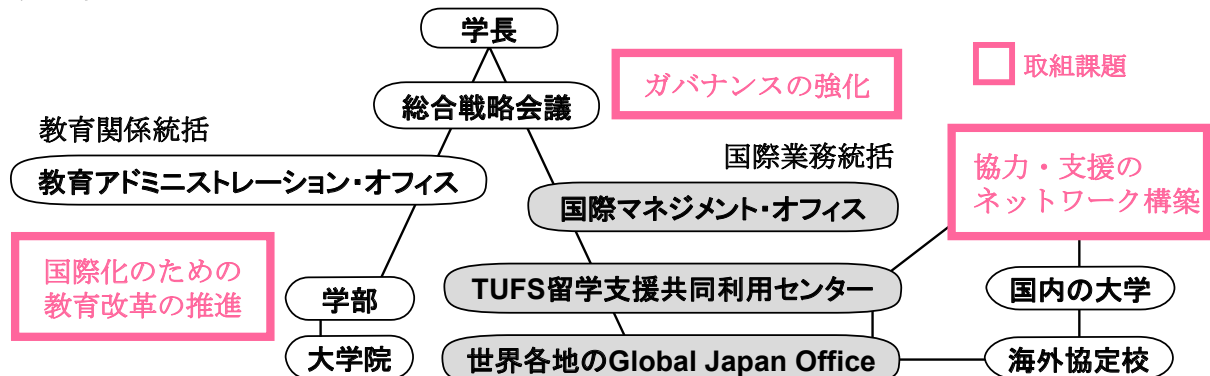 学長
ガバナンスの強化
取組課題
総合戦略会議
教育関係統括
国際業務統括
教育アドミニストレーション・オフィス
協力・支援の
ネットワーク構築
国際マネジメント・オフィス
国際化のための
教育改革の推進
学部
TUFS留学支援共同利用センター
国内の大学
大学院
世界各地のGlobal Japan Office
海外協定校